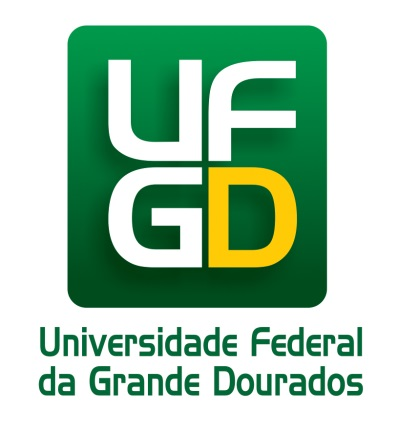 UF
GD
Universidade Federal
da Grande Dourados